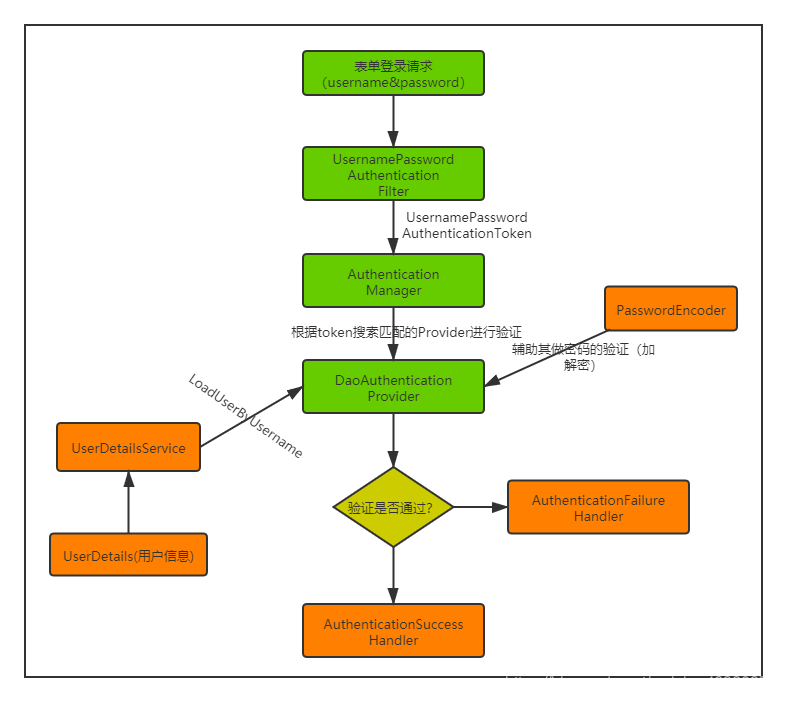 表单登录请求
（username&password）
UsernamePassword
Authentication
Filter
UsernamePassword
AuthenticationToken
Authentication
Manager
PasswordEncoder
根据token搜索匹配的Provider进行验证
辅助其做密码的验证（加
解密）
DaoAuthentication
Provider
LoadUserByUsername
UserDetailsService
验证是否通过?
AuthenticationFailure
Handler
UserDetails(用户信息)
AuthenticationSuccess
Handler